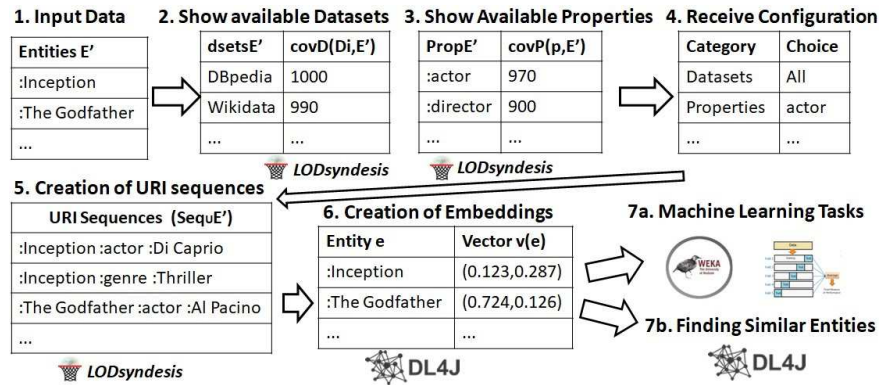 1. Input Data
Entities E'
:Inception
:The Godfather
...
2. Show available Datasets
dsetsE' covD(Di,E')
DBpedia 1000
Wikidata 990
... ...
LODsyndesis
3. Show Available Properties
PropE' covP(p,E')
:actor 970
:director 900
... ...
LODsyndesis
4. Receive Configuration
Category Choice
Datasets All
Properties actor
... ...
5. Creation of URI sequences
URI Sequences (SeqUE')
:Inception :actor :Di Caprio
:Inception :genre :Thriller
:The Godfather :actor :Al Pacino
...
LODsyndesis
6. Creation of Embeddings
Entity e Vector v(e)
:Inception (0.123,0.287)
:The Godfather (0.724,0.126)
... ...
DL4J
7a. Machine Learning Tasks
WEKA
7b. Finding Similar Entities
DL4J